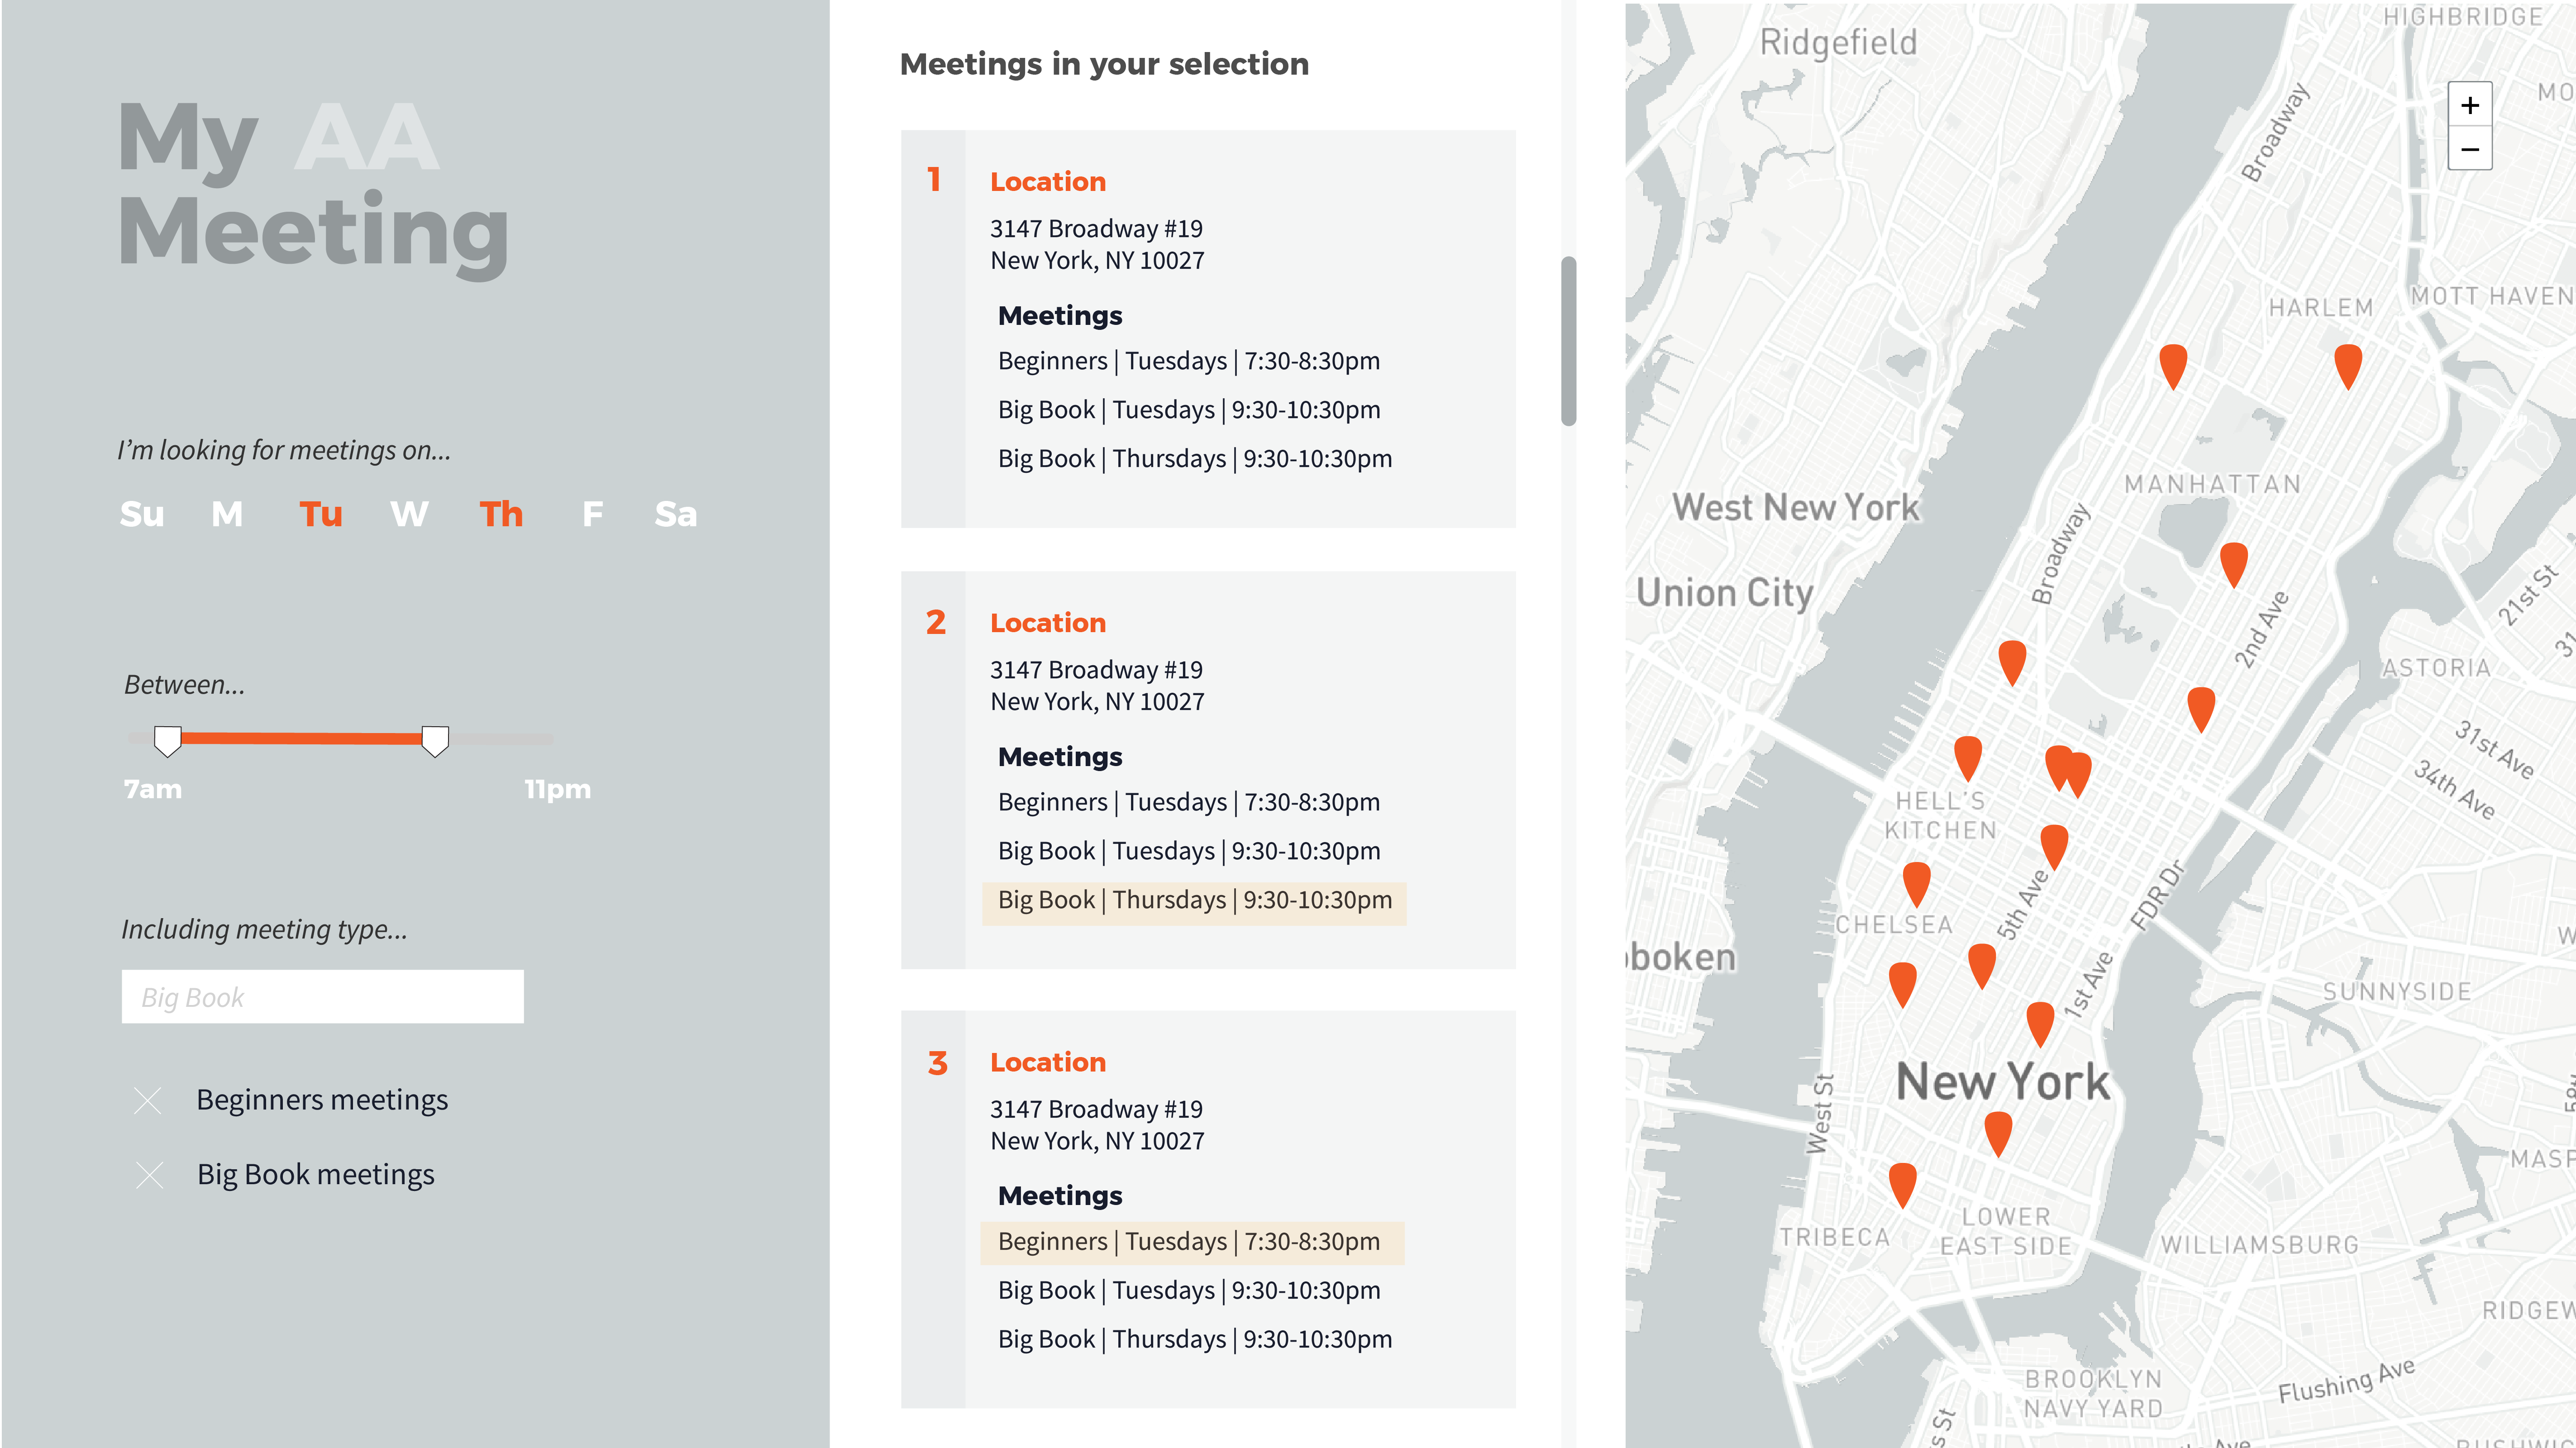 My AA
Meeting
I'm looking for meetings on...
Su M Tu W Th F Sa
Between...
7am 11pm
Including meeting type...
Big Book
Beginners meetings
Big Book meetings
Meetings in your selection
1 Location
3147 Broadway #19
New York, NY 10027
Meetings
Beginners | Tuesdays | 7:30-8:30pm
Big Book | Tuesdays | 9:30-10:30pm
Big Book | Thursdays | 9:30-10:30pm
2 Location
3147 Broadway #19
New York, NY 10027
Meetings
Beginners | Tuesdays | 7:30-8:30pm
Big Book | Tuesdays | 9:30-10:30pm
Big Book | Thursdays | 9:30-10:30pm
3 Location
3147 Broadway #19
New York, NY 10027
Meetings
Beginners | Tuesdays | 7:30-8:30pm
Big Book | Tuesdays | 9:30-10:30pm
Big Book | Thursdays | 9:30-10:30pm
HIGHBRIDGE
Ridgefield
MO
+
−
Broadway
MOTT HAVEN
HARLEM
MANHATTAN
West New York
Broadway
Union City
21st St
31
2nd Ave
ASTORIA
31st Ave
34th Ave
HELL'S
KITCHEN
FDR Dr
5th Ave
CHELSEA
W
boken
1st Ave
SUNNYSIDE
New York
West St
MASP
LOWER
EAST SIDE
TRIBECA
WILLIAMSBURG
RIDGEW
BROOKLYN
NAVY YARD
Flushing Ave
s St